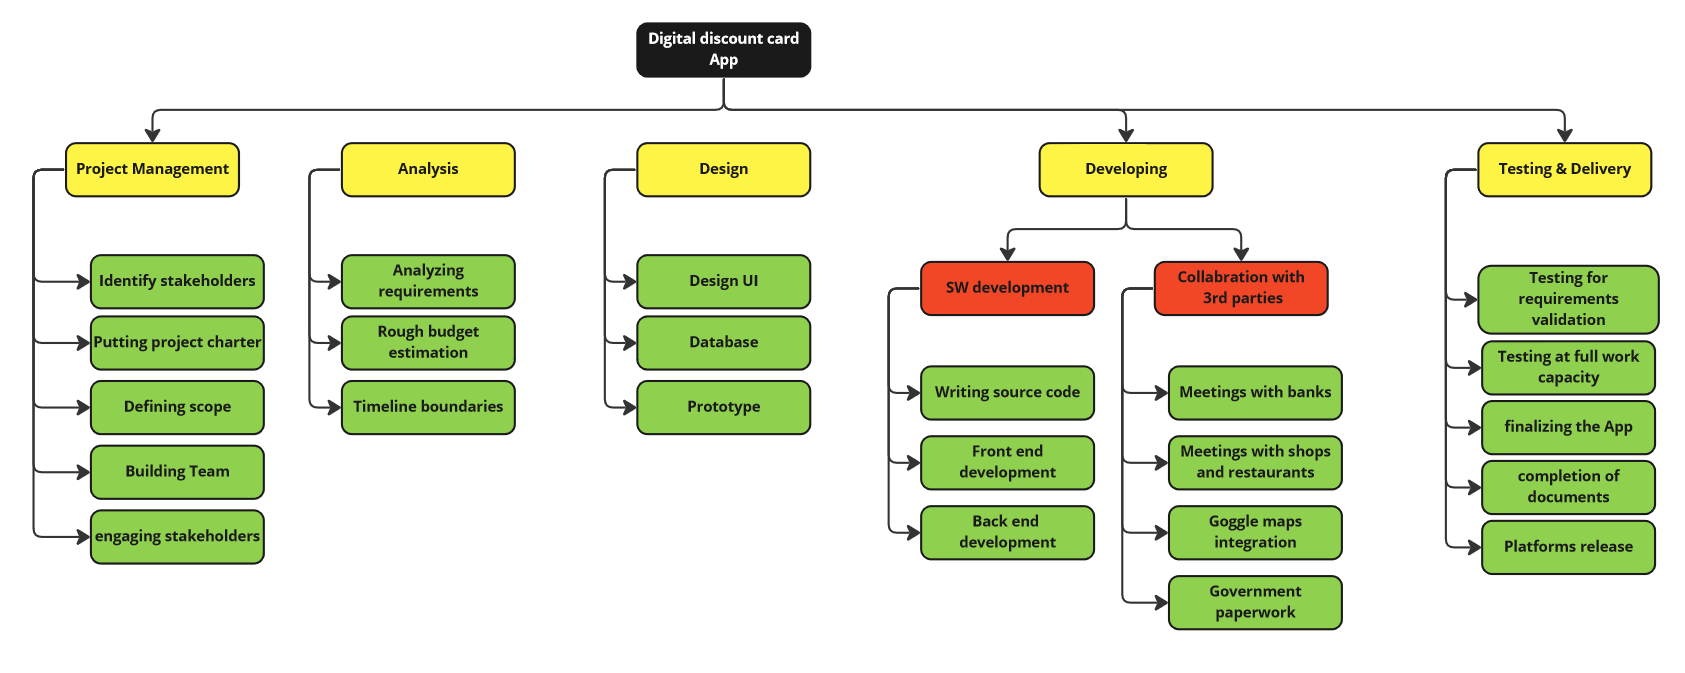 Digital discount card
App
Project Management
Analysis
Design
Developing
Testing & Delivery
Identify stakeholders
Putting project charter
Defining scope
Building Team
engaging stakeholders
Analyzing
requirements
Rough budget
estimation
Timeline boundaries
Design UI
Database
Prototype
SW development
Writing source code
Front end
development
Back end
development
Collabration with
3rd parties
Meetings with banks
Meetings with shops
and restaurants
Goggle maps
integration
Government
paperwork
Testing for
requirements
validation
Testing at full work
capacity
finalizing the App
completion of
documents
Platforms release